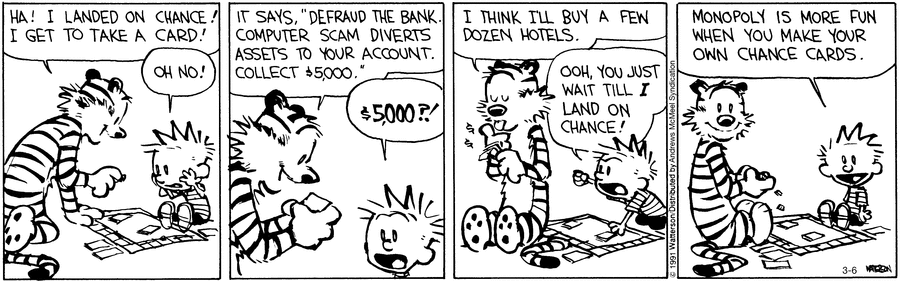 HA! I LANDED ON CHANCE!
I GET TO TAKE A CARD!
OH NO!
IT SAYS, "DEFRAUD THE BANK.
COMPUTER SCAM DIVERTS
ASSETS TO YOUR ACCOUNT.
COLLECT $5,000."
$5,000?!
I THINK I'LL BUY A FEW
DOZEN HOTELS.
OOH, YOU JUST
WAIT TILL I
LAND ON
CHANCE!
© 1991 Watterson/Distributed by Andrews McMeel Syndication
MONOPOLY IS MORE FUN
WHEN YOU MAKE YOUR
OWN CHANCE CARDS.
3-6 WATTERSON